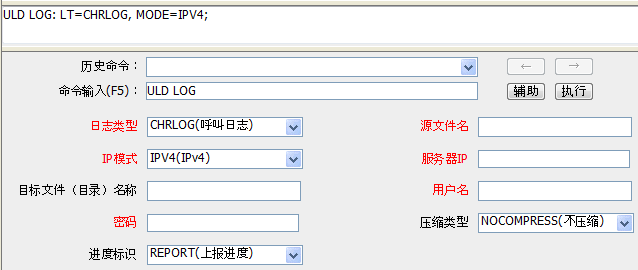 ULD LOG: LT=CHRLOG, MODE=IPV4;
历史命令：
命令输入(F5)： ULD LOG 辅助 执行
日志类型 CHRLOG(呼叫日志) 源文件名
IP模式 IPV4(IPv4) 服务器IP
目标文件（目录）名称 用户名
密码 压缩类型 NOCOMPRESS(不压缩)
进度标识 REPORT(上报进度)